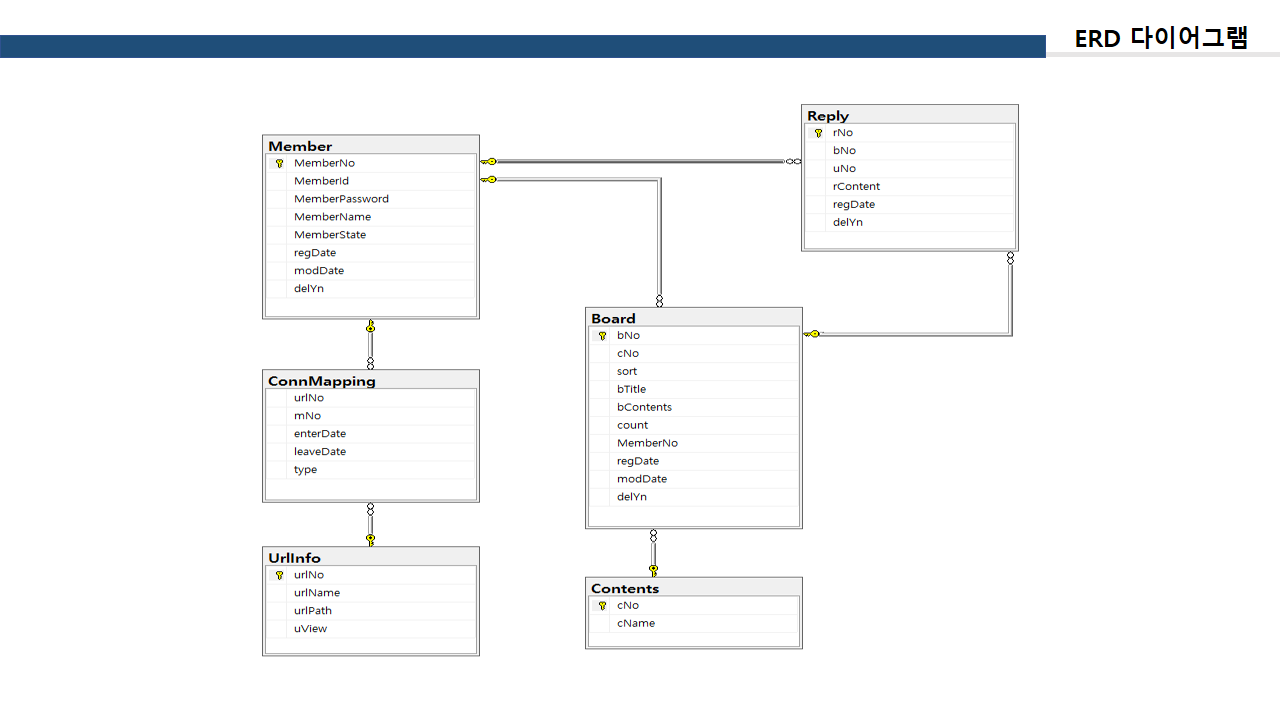 ERD 다이어그램
Member
MemberNo
MemberId
MemberPassword
MemberName
MemberState
regDate
modDate
delYn
Reply
rNo
bNo
uNo
rContent
regDate
delYn
Board
bNo
cNo
sort
bTitle
bContents
count
MemberNo
regDate
modDate
delYn
ConnMapping
urlNo
mNo
enterDate
leaveDate
type
UrlInfo
urlNo
urlName
urlPath
uView
Contents
cNo
cName